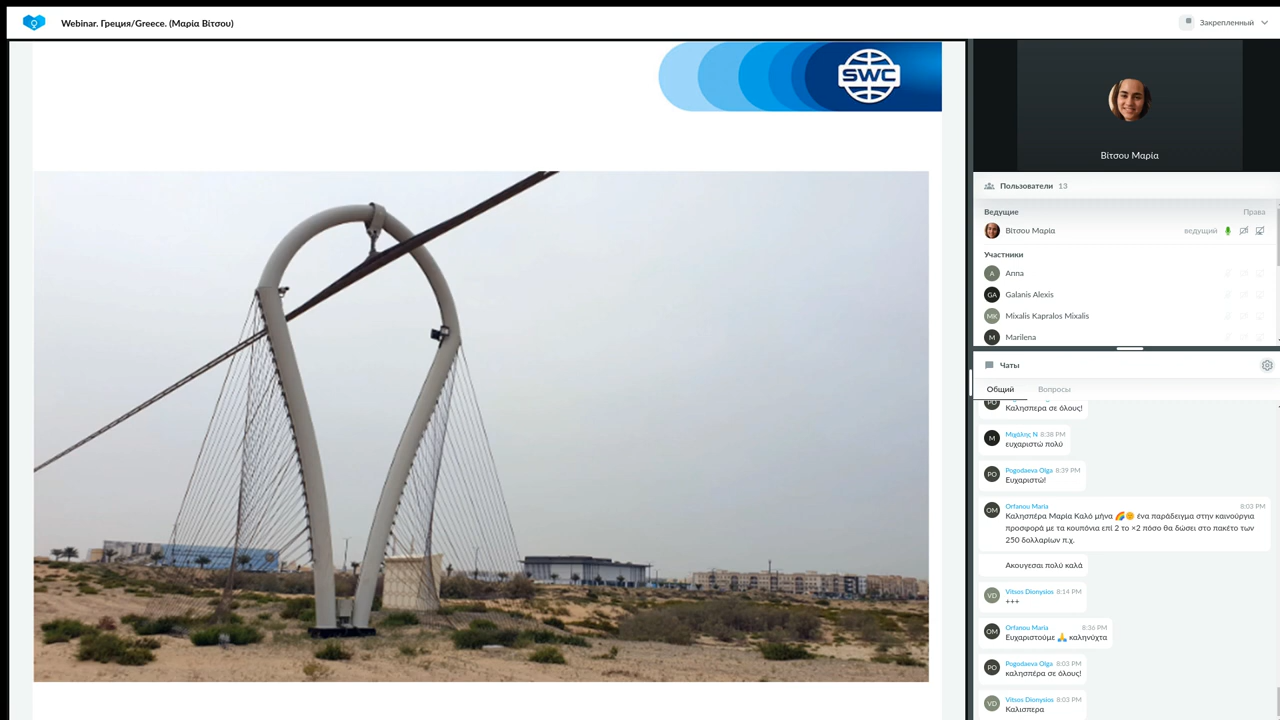 Webinar. Греция/Greece. (Μαρία Βίτσου)
Закрепленный
SWC
Βίτσου Μαρία
Пользователи 13
Ведущие Права
Βίτσου Μαρία ведущий
Участники
A Anna
GA Galanis Alexis
MK Mixalis Kapralos Mixalis
M Marilena
Чаты
Общий Вопросы
Καλησπερα σε όλους!
M Μιχάλης Ν 8:38 PM
ευχαριστώ πολύ
PO Pogodaeva Olga 8:39 PM
Ευχαριστώ!
OM Orfanou Maria 8:03 PM
Καλησπέρα Μαρία Καλό μήνα 🌈🌞 ένα παράδειγμα στην καινούργια
προσφορά με τα κουπόνια επί 2 το ×2 πόσο θα δώσει στο πακέτο των
250 δολλαρίων π.χ.
Ακουγεσαι πολύ καλά
VD Vitsos Dionysios 8:14 PM
+++
OM Orfanou Maria 8:36 PM
Ευχαριστούμε 🙏 καληνύχτα
PO Pogodaeva Olga 8:03 PM
καλησπέρα σε όλους!
VD Vitsos Dionysios 8:03 PM
Καλισπερα